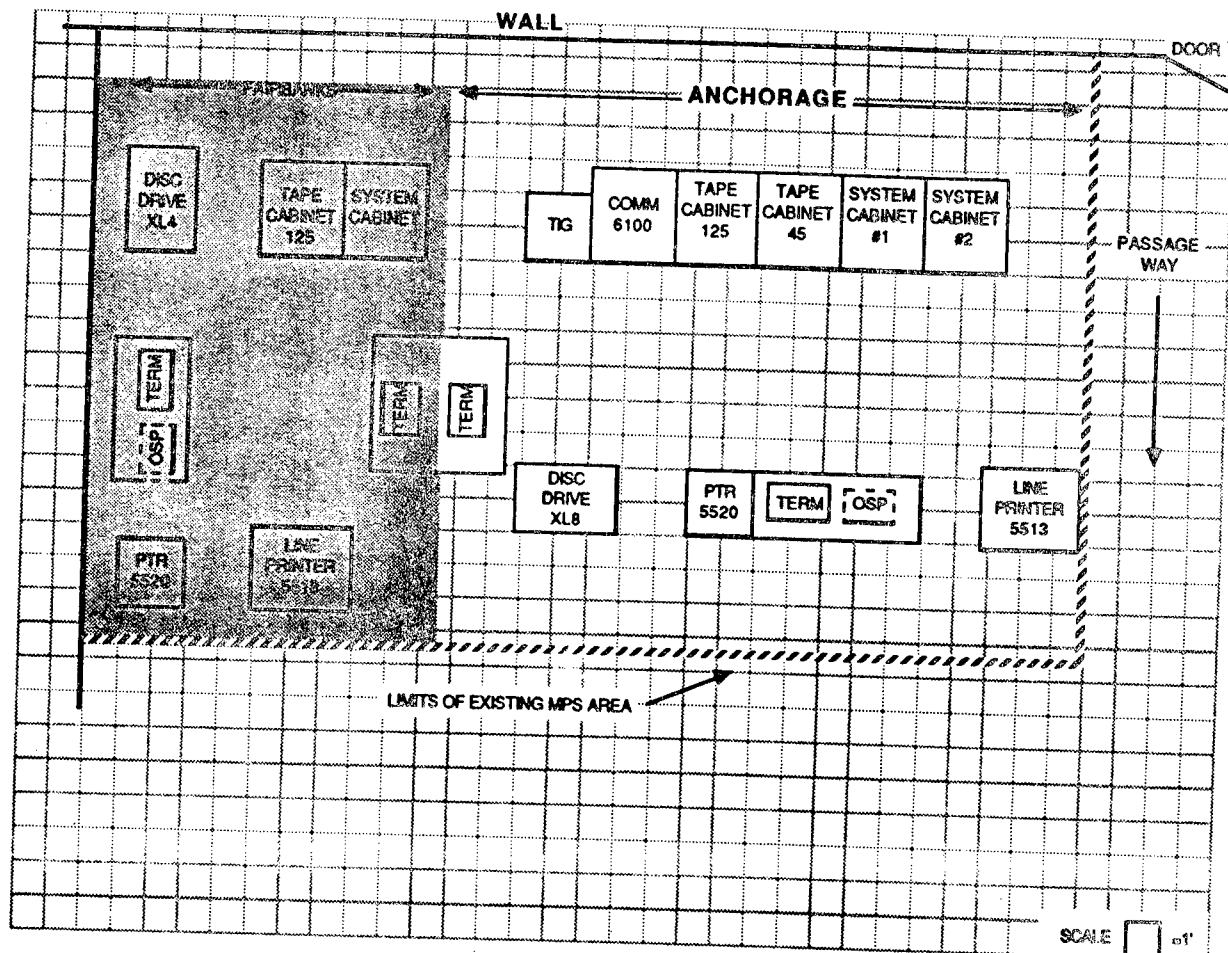 WALL
DOOR
FAIRBANKS
ANCHORAGE
DISC
DRIVE
XL4
TAPE
CABINET
125
SYSTEM
CABINET
TIG
COMM
6100
TAPE
CABINET
125
TAPE
CABINET
45
SYSTEM
CABINET
#1
SYSTEM
CABINET
#2
PASSAGE
WAY
TERM
OSP
TERM
TERM
DISC
DRIVE
XL8
PTR
5520
TERM
OSP
LINE
PRINTER
5513
PTR
5520
LINE
PRINTER
5513
LIMITS OF EXISTING MPS AREA
SCALE =1'